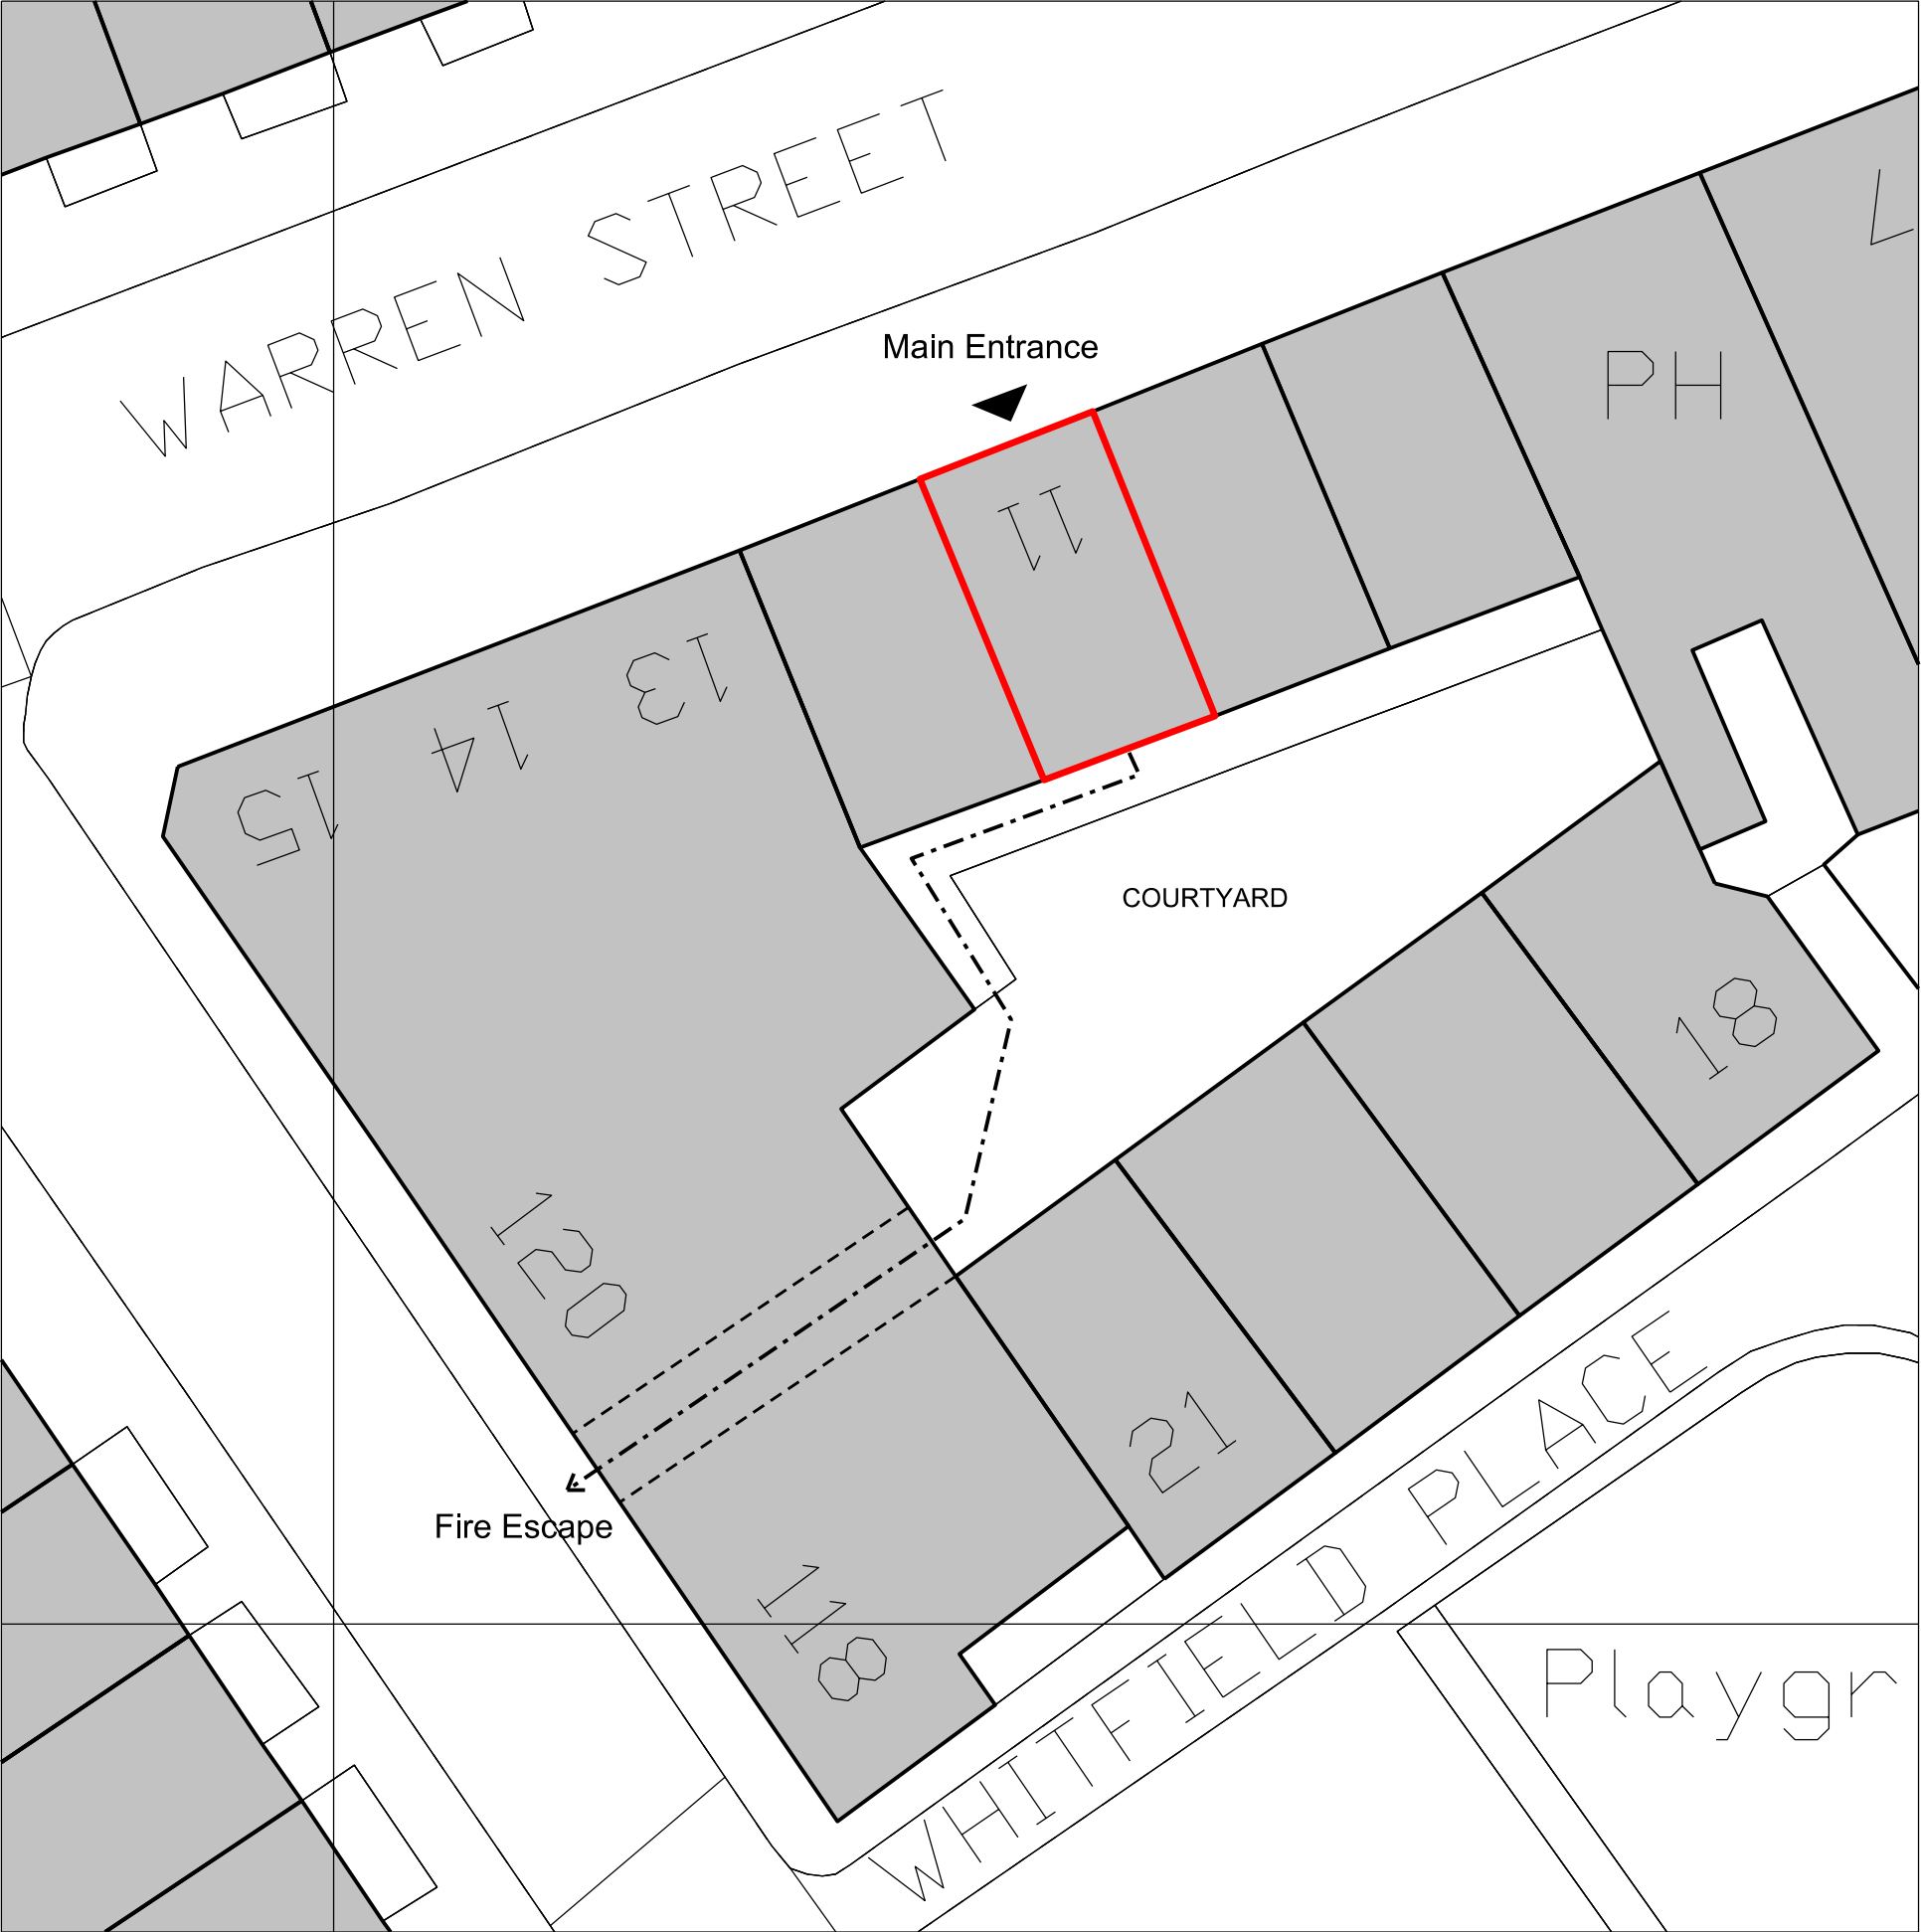 WARREN STREET
Main Entrance
PH
7
11
13
14
15
COURTYARD
18
120
21
Fire Escape
118
WHITFIELD PLACE
Playgr